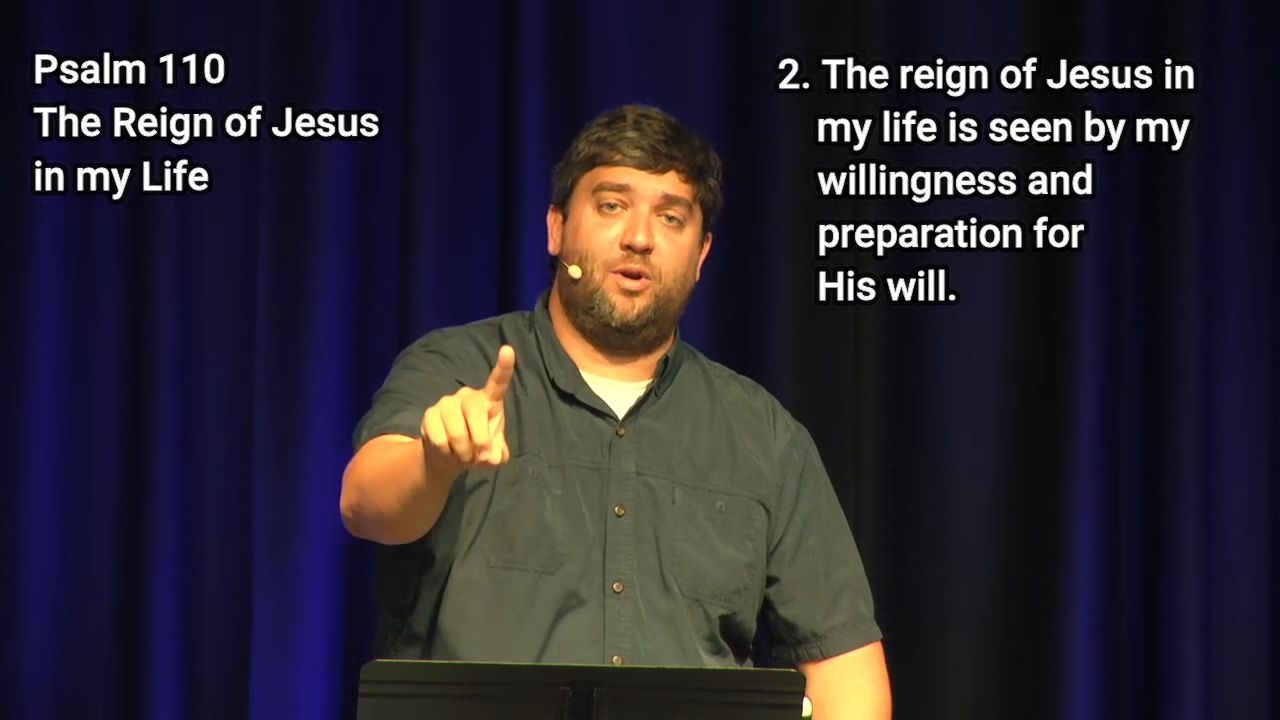 Psalm 110
The Reign of Jesus
in my Life
2. The reign of Jesus in
my life is seen by my
willingness and
preparation for
His will.